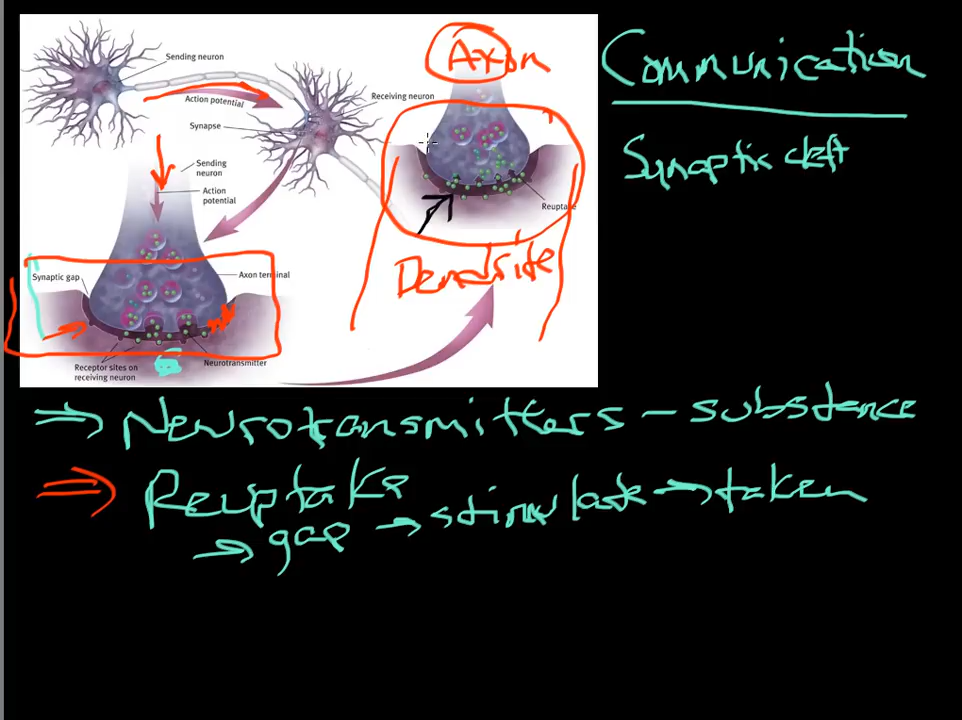 Sending neuron
Action potential
Synapse
Receiving neuron
Sending
neuron
Action
potential
Synaptic gap
Axon terminal
Receptor sites on
receiving neuron
Neurotransmitter
Axon
Reuptake
Dendrite
Communication
Synaptic cleft
⇒ Neurotransmitters - substance
⇒ Reuptake
→ gap → stimulate → taken